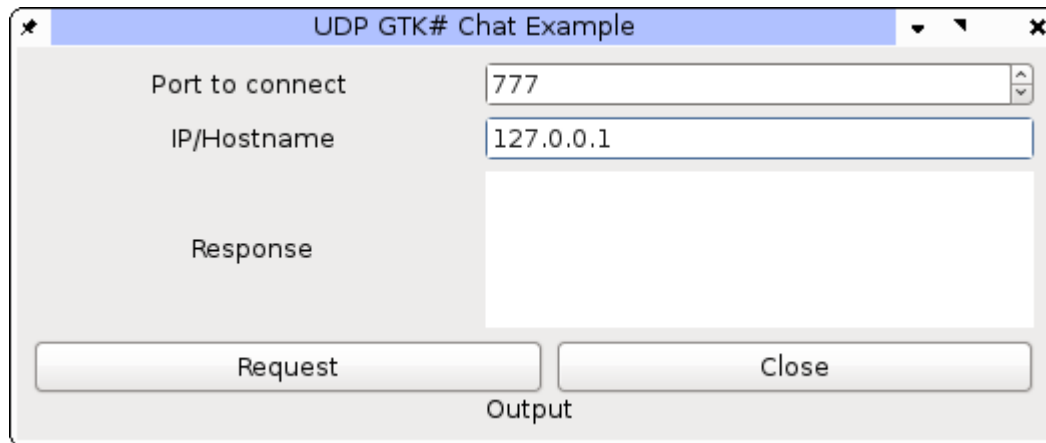 UDP GTK# Chat Example
Port to connect 777
IP/Hostname 127.0.0.1
Response
Request Close
Output